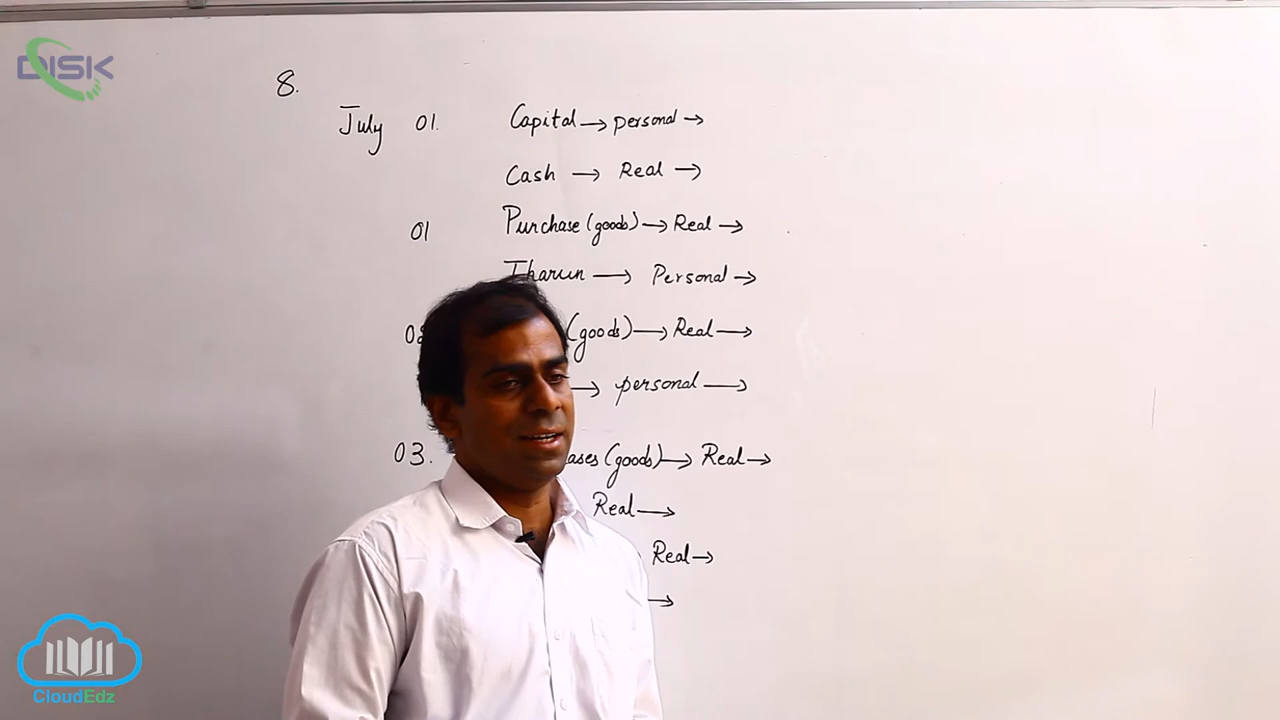 DISK
8.
July 01. Capital → personal →
Cash → Real →
01 Purchase (goods) → Real →
Tharun → Personal →
(goods) → Real →
→ personal →
03. ases (goods) → Real →
Real →
Real →
→
CloudEdz